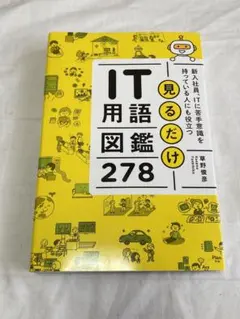 新入社員、ITに苦手意識を
持っている人にも役立つ
見るだけ
IT
用語
図鑑
278
草野俊彦